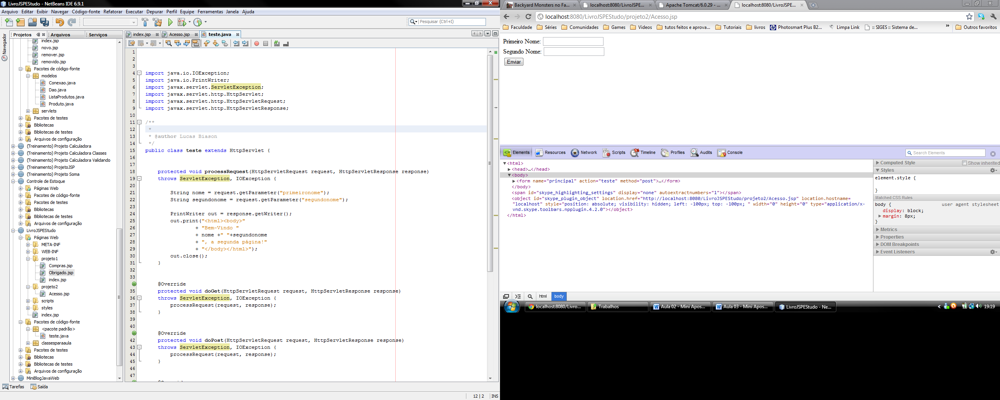 LivroJSPEStudo - NetBeans IDE 6.9.1
Arquivo Editar Exibir Navegar Código-fonte Refatorar Executar Depurar Perfil Equipe Ferramentas Janela Ajuda
Pesquisar (Ctrl+I)
Navegador
Projetos Arquivos Serviços
index.jsp
novo.jsp
remover.jsp
removido.jsp
Pacotes de código-fonte
modelos
Conexao.java
Dao.java
ListaProdutos.java
Produto.java
servlets
Pacotes de testes
Bibliotecas
Bibliotecas de testes
Arquivos de configuração
(Treinamento) Projeto Calculadora
(Treinamento) Projeto Calculadora Classes
(Treinamento) Projeto Calculadora Validando
(Treinamento) ProjetoJSP
(Treinamento) Projeto Soma
Controle de Estoque
Páginas Web
Pacotes de código-fonte
Pacotes de testes
Bibliotecas
Bibliotecas de testes
Arquivos de configuração
LivroJSPEStudo
Páginas Web
META-INF
WEB-INF
projeto1
Compras.jsp
Obrigado.jsp
index.jsp
projeto2
Acesso.jsp
scripts
styles
index.jsp
Pacotes de código-fonte
<pacote padrão>
teste.java
classesparaaula
Pacotes de testes
Bibliotecas
Bibliotecas de testes
Arquivos de configuração
MiniBlogJavaWeb
Tarefas Saída
index.jsp Acesso.jsp teste.java
1
2
3
4 import java.io.IOException;
5 import java.io.PrintWriter;
6 import javax.servlet.ServletException;
7 import javax.servlet.http.HttpServlet;
8 import javax.servlet.http.HttpServletRequest;
9 import javax.servlet.http.HttpServletResponse;
10
11 /**
12 *
13 * @author Lucas Biason
14 */
15 public class teste extends HttpServlet {
16
17
18 protected void processRequest(HttpServletRequest request, HttpServletResponse response)
19 throws ServletException, IOException {
20
21 String nome = request.getParameter("primeironome");
22 String segundonome = request.getParameter("segundonome");
23
24 PrintWriter out = response.getWriter();
25 out.print("<html><body>"
26 + "Bem-Vindo "
27 + nome +" "+segundonome
28 + ", a segunda página!"
29 + "</body></html>");
30 out.close();
31 }
32
33
@Override
35 protected void doGet(HttpServletRequest request, HttpServletResponse response)
36 throws ServletException, IOException {
37 processRequest(request, response);
38 }
39
40
@Override
42 protected void doPost(HttpServletRequest request, HttpServletResponse response)
43 throws ServletException, IOException {
44 processRequest(request, response);
45 }
46
47
12 | 2 INS
Backyard Monsters no Fa... localhost:8080/LivroJSPE... Apache Tomcat/6.0.29 - ... localhost:8080/LivroJSPE...
localhost:8080/LivroJSPEStudo/projeto2/Acesso.jsp
Faculdade Séries Comunidades Games Videos tutos feitos e aprova... Tutoriais livros Photosmart Plus B2... Limpa Link :: SIGES :: Sistema de... » Outros favoritos
Primeiro Nome:
Segundo Nome:
Enviar
Elements Resources Network Scripts Timeline Profiles Audits Console Search Elements
<html>
<head>…</head>
<body>
<form name="principal" action="teste" method="post">…</form>
</body>
<span id="skype_highlighting_settings" display="none" autoextractnumbers="1"></span>
<object id="skype_plugin_object" location.href="http://localhost:8080/LivroJSPEStudo/projeto2/Acesso.jsp" location.hostname=
"localhost" style="position: absolute; visibility: hidden; left: -100px; top: -100px; " width="0" height="0" type="application/x-
vnd.skype.toolbars.npplugin.4.2.0"></object>
</html>
Computed Style Show inherited
Styles
element.style {
}
Matched CSS Rules
body { user agent stylesheet
display: block;
margin: 8px;
}
Metrics
Properties
DOM Breakpoints
Event Listeners
html body
localhost:8080/Livro... Trabalhos Aula 02 - Mini Apos... Aula 03 - Mini Apos... LivroJSPEStudo - Ne... 19:19